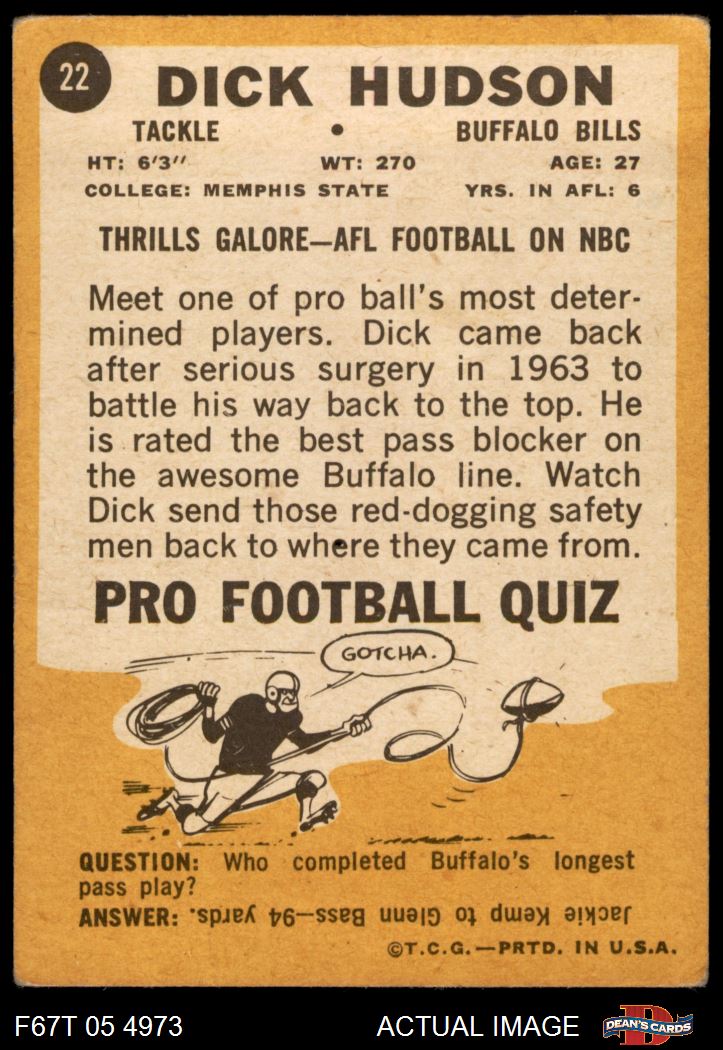 22
DICK HUDSON
TACKLE • BUFFALO BILLS
HT: 6'3" WT: 270 AGE: 27
COLLEGE: MEMPHIS STATE YRS. IN AFL: 6
THRILLS GALORE—AFL FOOTBALL ON NBC
Meet one of pro ball's most deter-
mined players. Dick came back
after serious surgery in 1963 to
battle his way back to the top. He
is rated the best pass blocker on
the awesome Buffalo line. Watch
Dick send those red-dogging safety
men back to where they came from.
PRO FOOTBALL QUIZ
GOTCHA.
QUESTION: Who completed Buffalo's longest
pass play?
ANSWER: Jackie Kemp to Glenn Bass—94 yards.
©T.C.G.—PRTD. IN U.S.A.
F67T 05 4973 ACTUAL IMAGE D DEAN'S CARDS